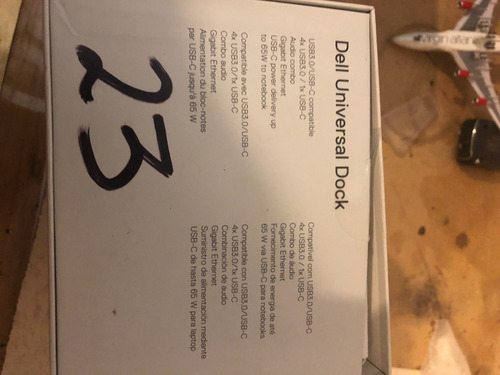 Dell Universal Dock
USB3.0/USB-C compatible
4x USB3.0 / 1x USB-C
Audio combo
Gigabit Ethernet
USB-C power delivery up
to 65W to notebook
Compatible avec USB3.0/USB-C
4x USB3.0/1x USB-C
Combo audio
Gigabit Ethernet
Alimentation du bloc-notes
par USB-C jusqu'à 65 W
Compatível com USB3.0/USB-C
4x USB3.0 / 1x USB-C
Combo de áudio
Gigabit Ethernet
Fornecimento de energia de até
65 W via USB-C para notebooks
Compatible con USB3.0/USB-C
4x USB3.0/1x USB-C
Combinación de audio
Gigabit Ethernet
Suministro de alimentación mediante
USB-C de hasta 65 W para laptop
23
virgin atlantic